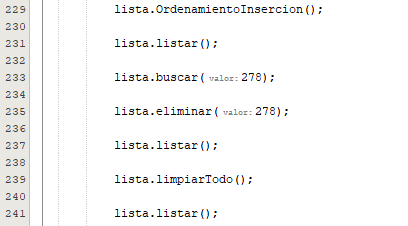 229 lista.OrdenamientoInsercion();
230
231 lista.listar();
232
233 lista.buscar( valor: 278);
234
235 lista.eliminar( valor: 278);
236
237 lista.listar();
238
239 lista.limpiarTodo();
240
241 lista.listar();